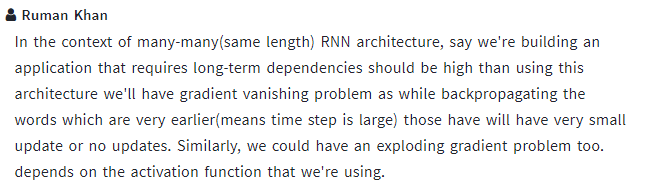 Ruman Khan
In the context of many-many(same length) RNN architecture, say we're building an
application that requires long-term dependencies should be high than using this
architecture we'll have gradient vanishing problem as while backpropagating the
words which are very earlier(means time step is large) those have will have very small
update or no updates. Similarly, we could have an exploding gradient problem too.
depends on the activation function that we're using.